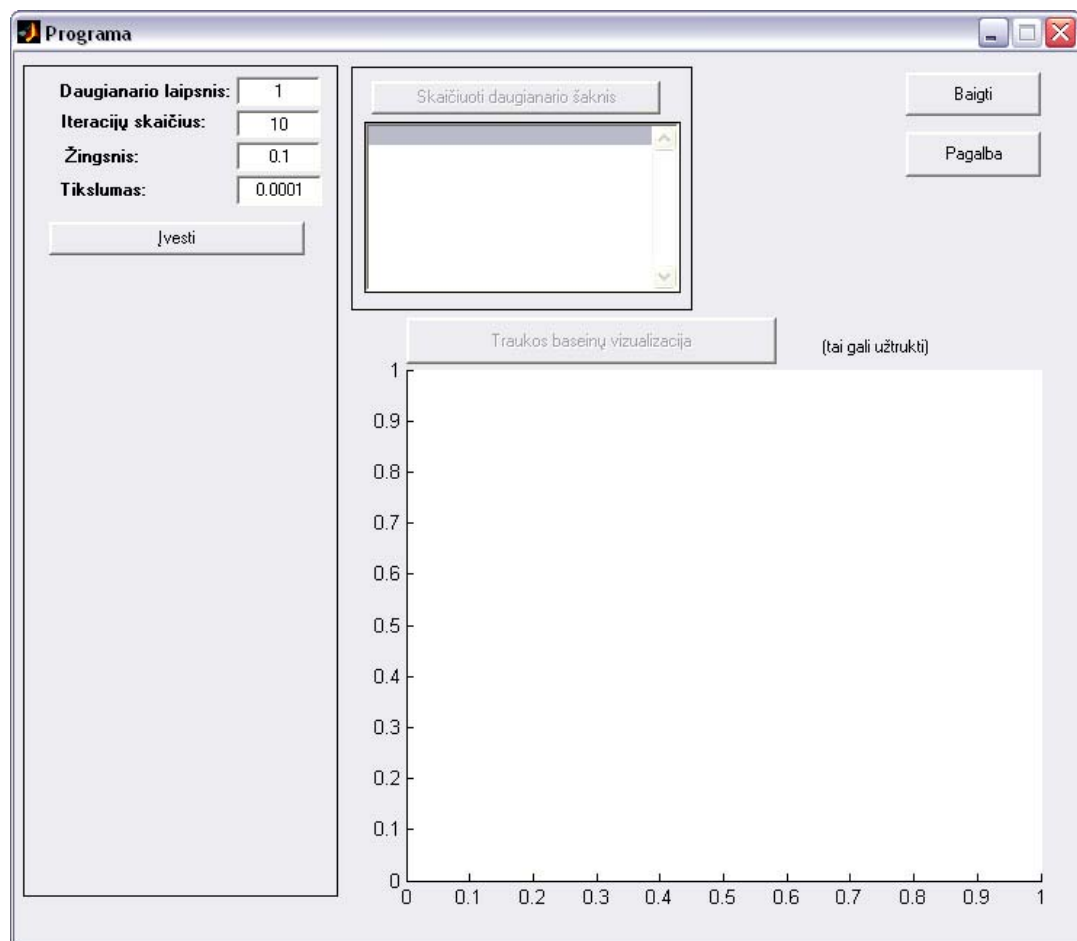 Programa
Daugianario laipsnis: 1
Iteracijų skaičius: 10
Žingsnis: 0.1
Tikslumas: 0.0001
Įvesti
Skaičiuoti daugianario šaknis
Baigti
Pagalba
Traukos baseinų vizualizacija
(tai gali užtrukti)
1
0.9
0.8
0.7
0.6
0.5
0.4
0.3
0.2
0.1
0
0 0.1 0.2 0.3 0.4 0.5 0.6 0.7 0.8 0.9 1